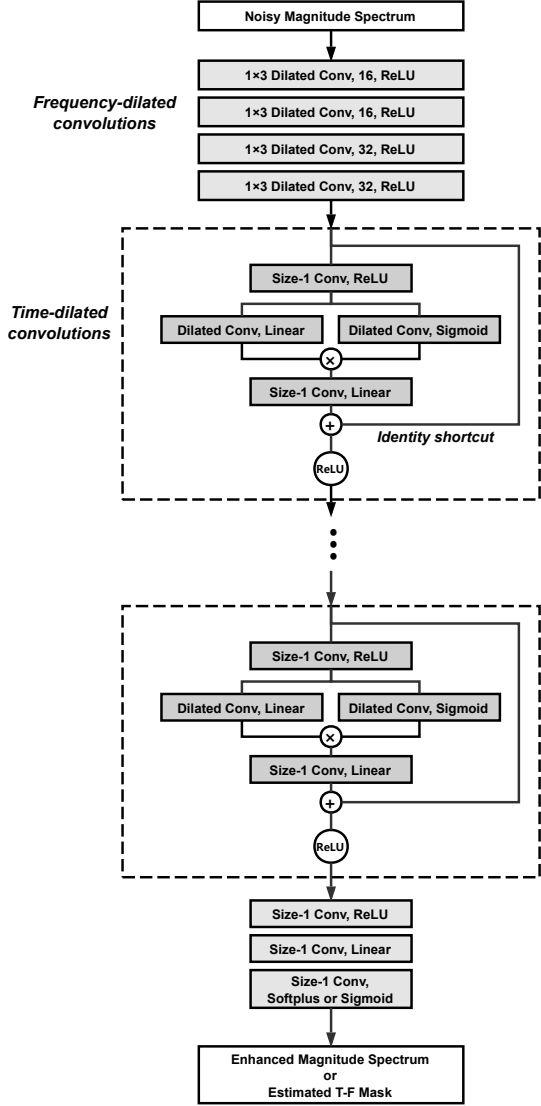 Noisy Magnitude Spectrum
1×3 Dilated Conv, 16, ReLU
Frequency-dilated
convolutions
1×3 Dilated Conv, 16, ReLU
1×3 Dilated Conv, 32, ReLU
1×3 Dilated Conv, 32, ReLU
Time-dilated
convolutions
Size-1 Conv, ReLU
Dilated Conv, Linear
Dilated Conv, Sigmoid
×
Size-1 Conv, Linear
+
Identity shortcut
ReLU
Size-1 Conv, ReLU
Dilated Conv, Linear
Dilated Conv, Sigmoid
×
Size-1 Conv, Linear
+
ReLU
Size-1 Conv, ReLU
Size-1 Conv, Linear
Size-1 Conv,
Softplus or Sigmoid
Enhanced Magnitude Spectrum
or
Estimated T-F Mask